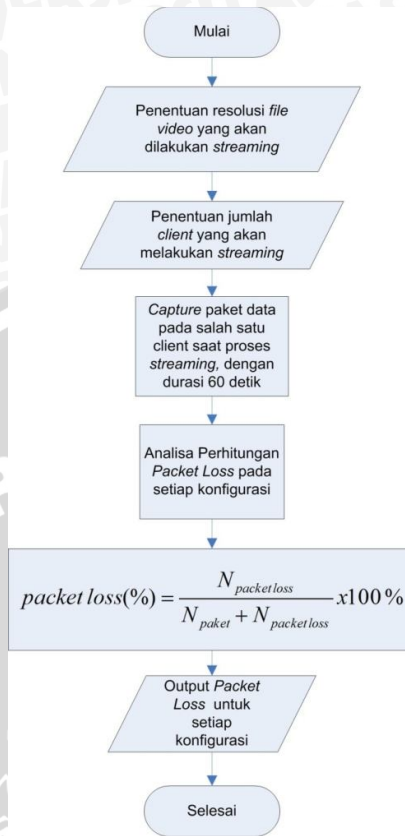 Mulai
Penentuan resolusi file
video yang akan
dilakukan streaming
Penentuan jumlah
client yang akan
melakukan streaming
Capture paket data
pada salah satu
client saat proses
streaming, dengan
durasi 60 detik
Analisa Perhitungan
Packet Loss pada
setiap konfigurasi
packet loss(%) = N_packetloss / (N_paket + N_packetloss) x100%
Output Packet
Loss untuk
setiap
konfigurasi
Selesai